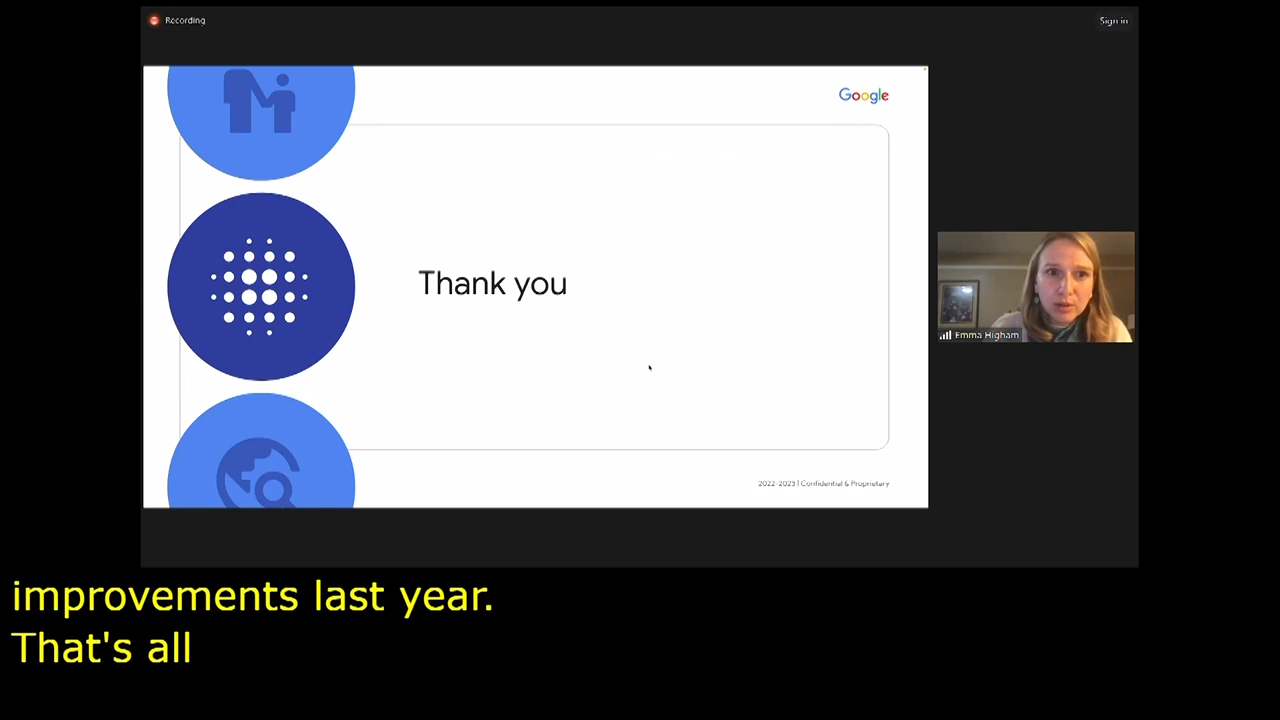 Recording
Sign in
Google
Thank you
Emma Higham
2022-2023 | Confidential & Proprietary
improvements last year.
That's all